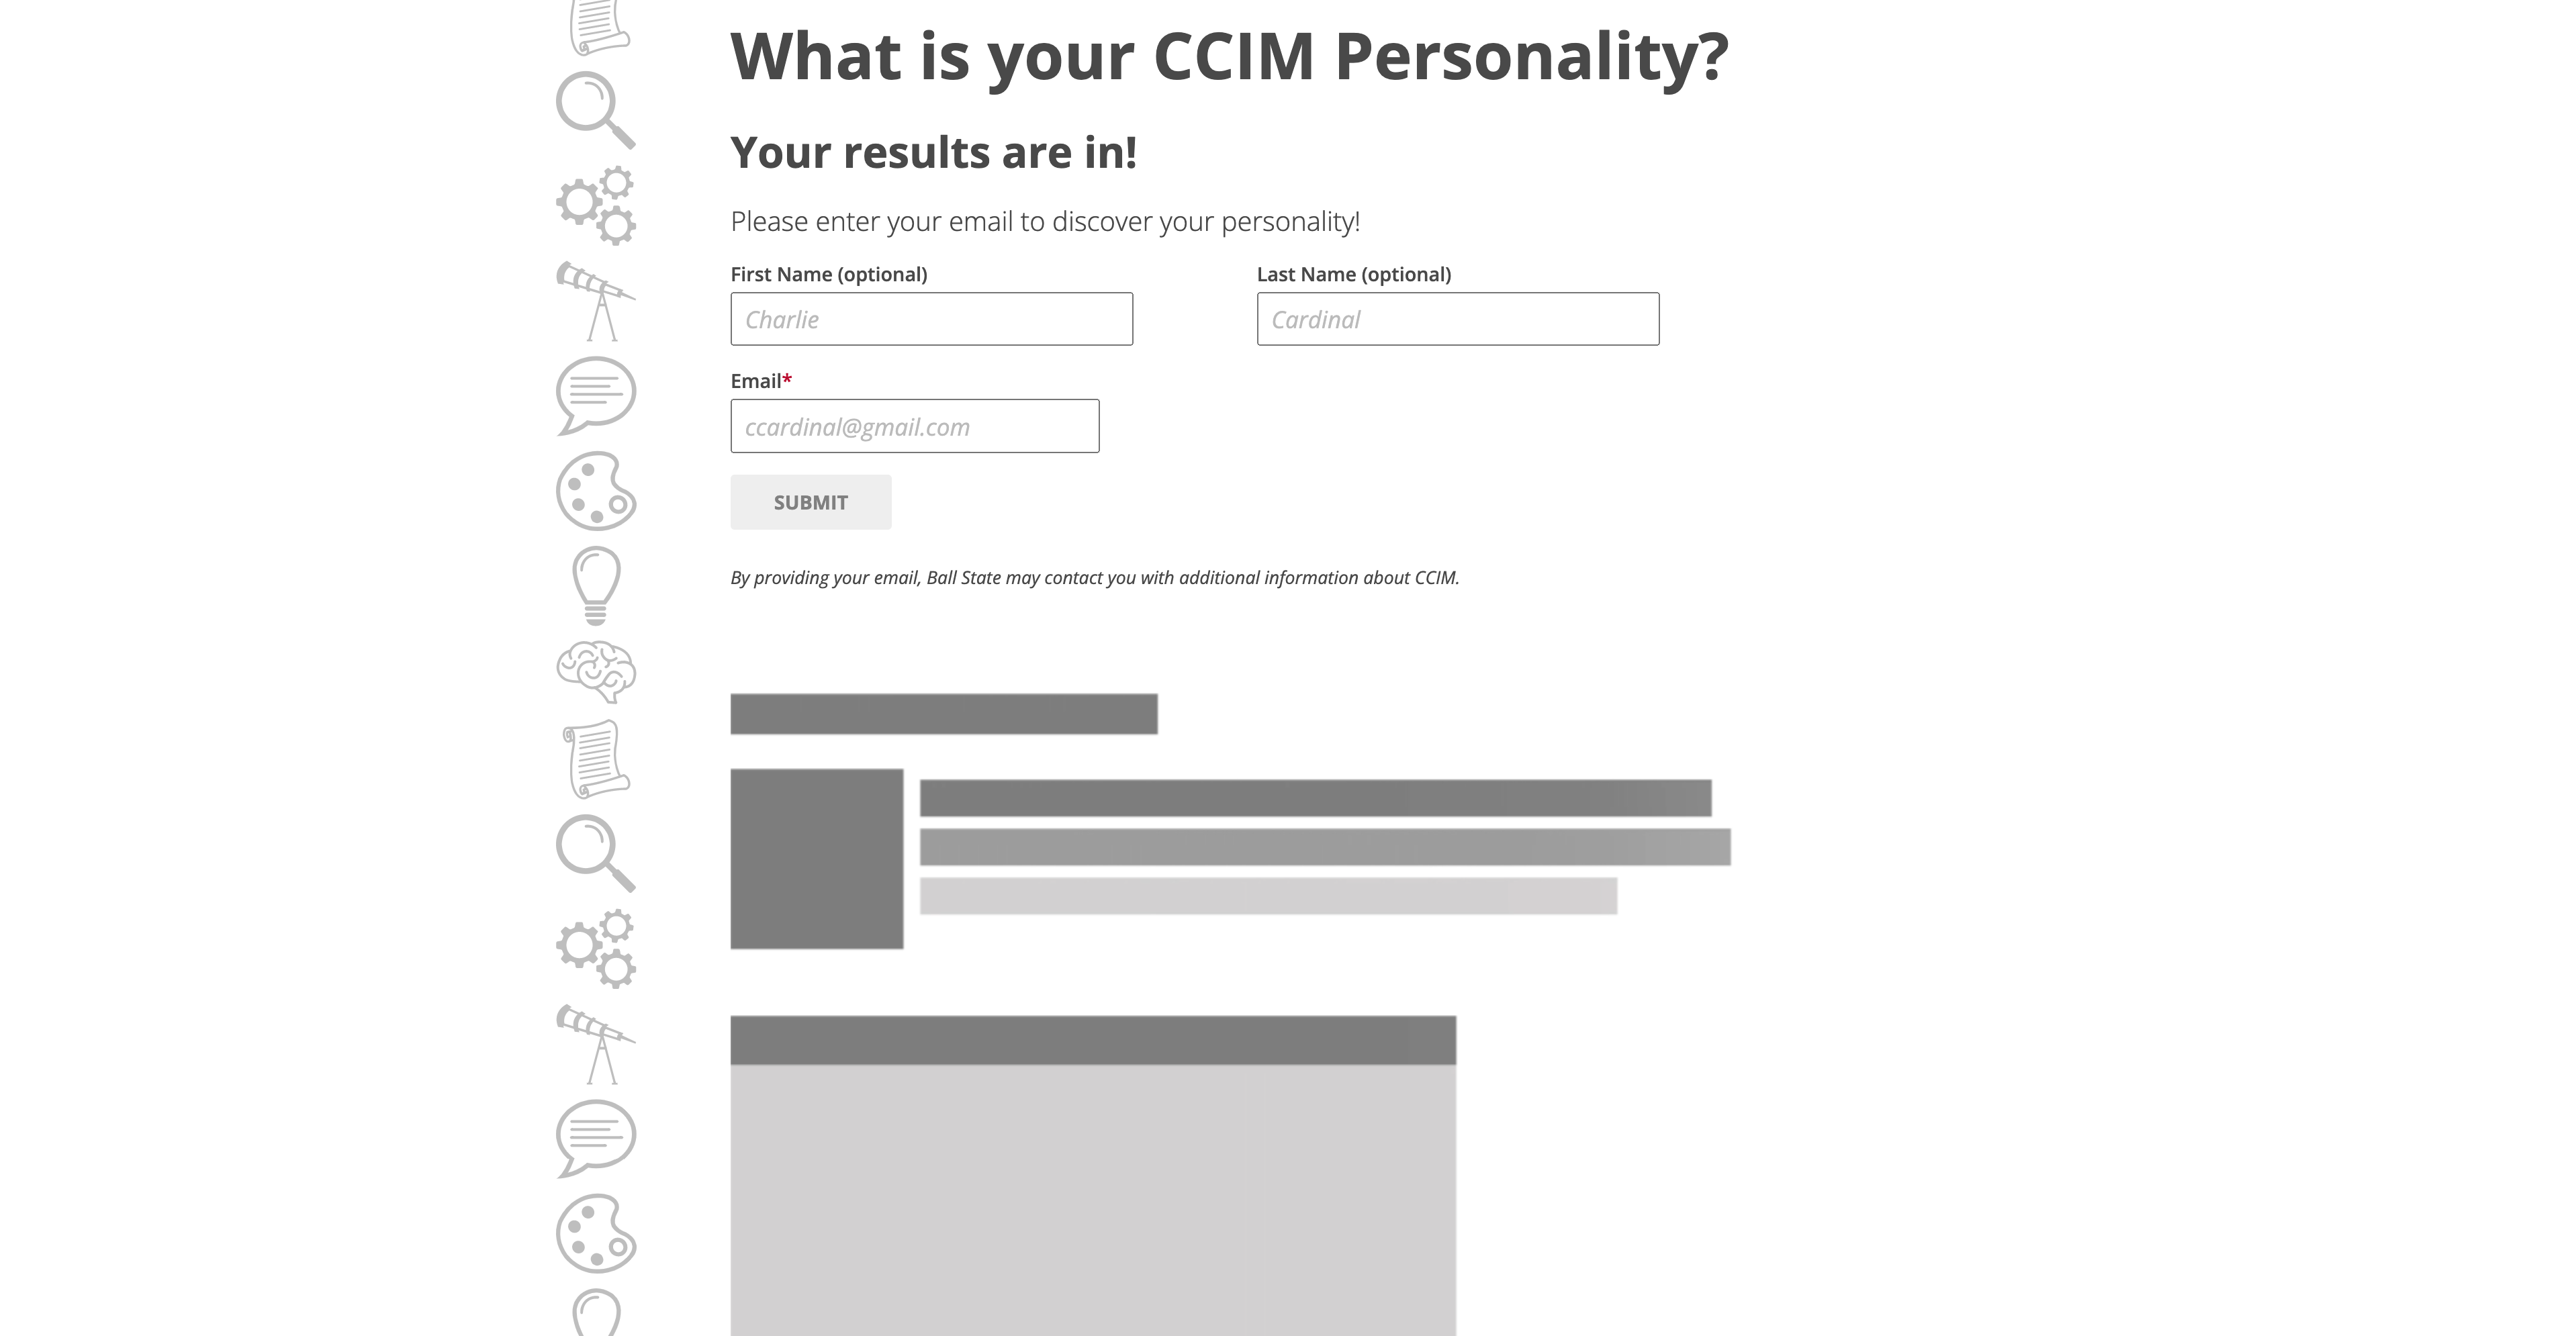 What is your CCIM Personality?
Your results are in!
Please enter your email to discover your personality!
First Name (optional)
Last Name (optional)
Charlie
Cardinal
Email*
ccardinal@gmail.com
SUBMIT
By providing your email, Ball State may contact you with additional information about CCIM.